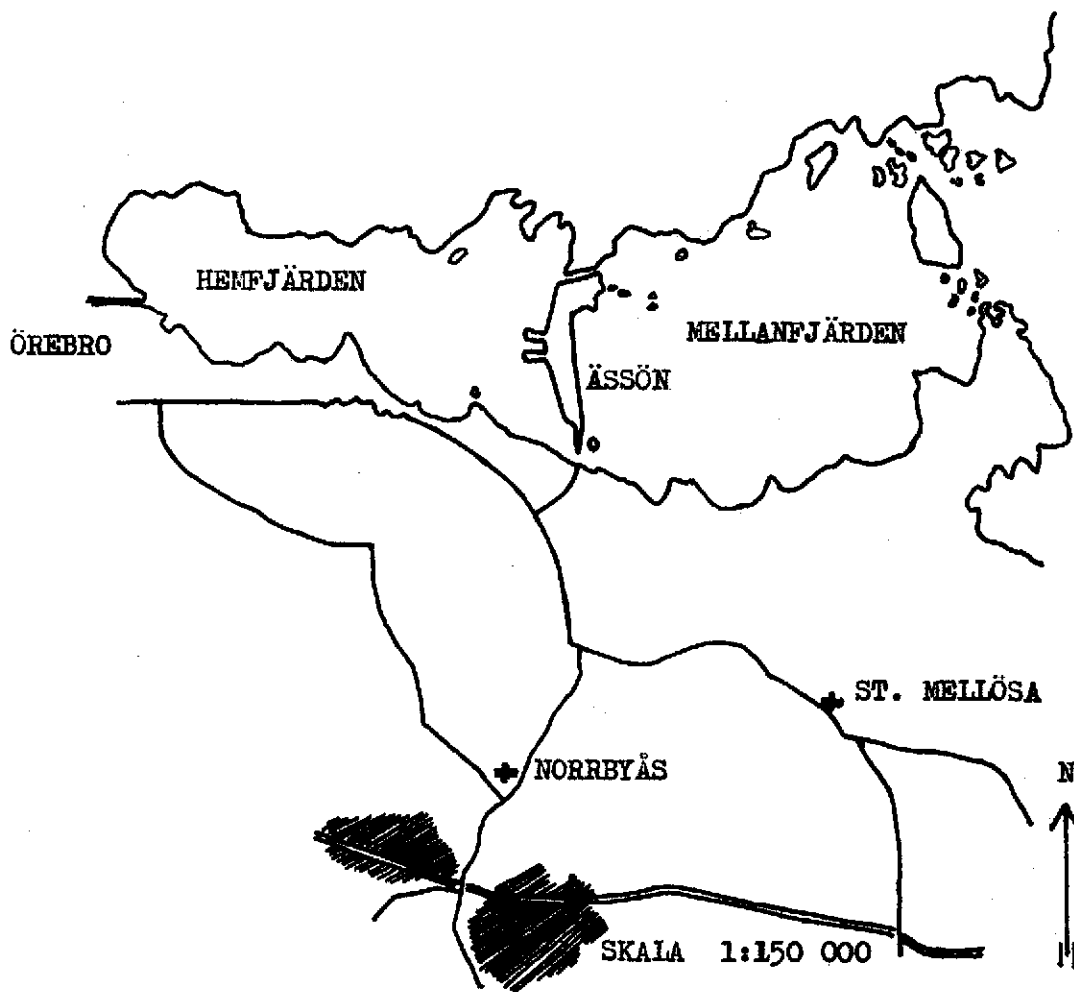 HEMFJÄRDEN
MELLANFJÄRDEN
ÖREBRO
ÄSSÖN
ST. MELLÖSA
NORRBYÅS
N
SKALA 1:150 000